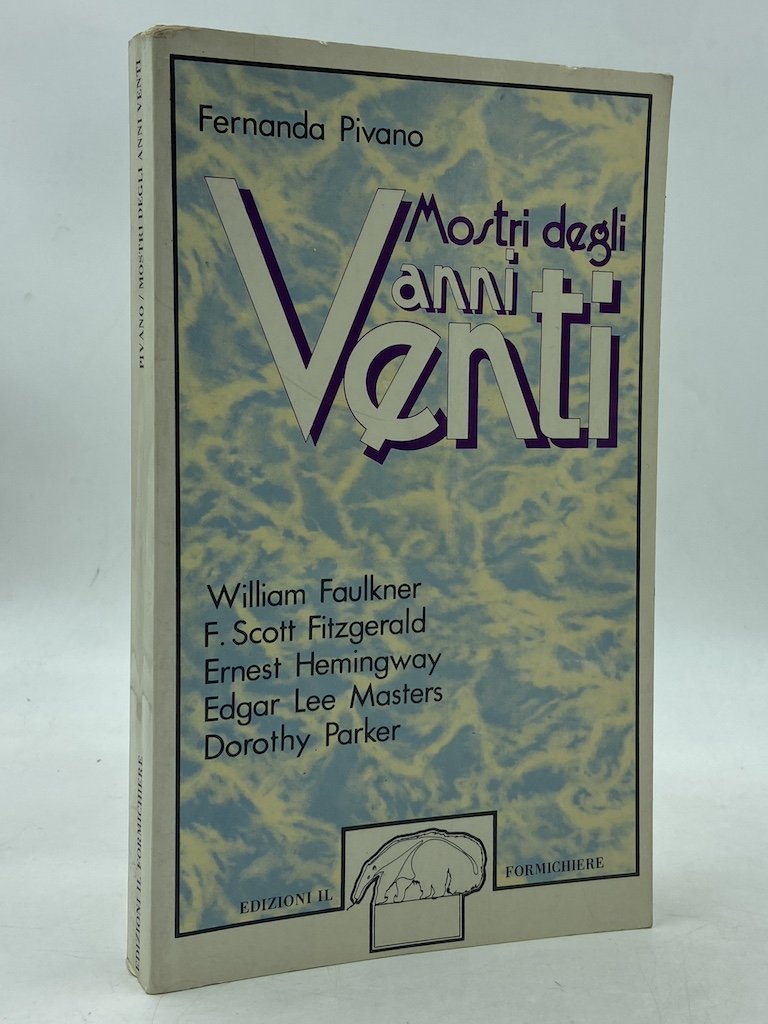 Fernanda Pivano
Mostri degli
anni
Venti
William Faulkner
F. Scott Fitzgerald
Ernest Hemingway
Edgar Lee Masters
Dorothy Parker
EDIZIONI IL FORMICHIERE
PIVANO / MOSTRI DEGLI ANNI VENTI
EDIZIONI IL FORMICHIERE